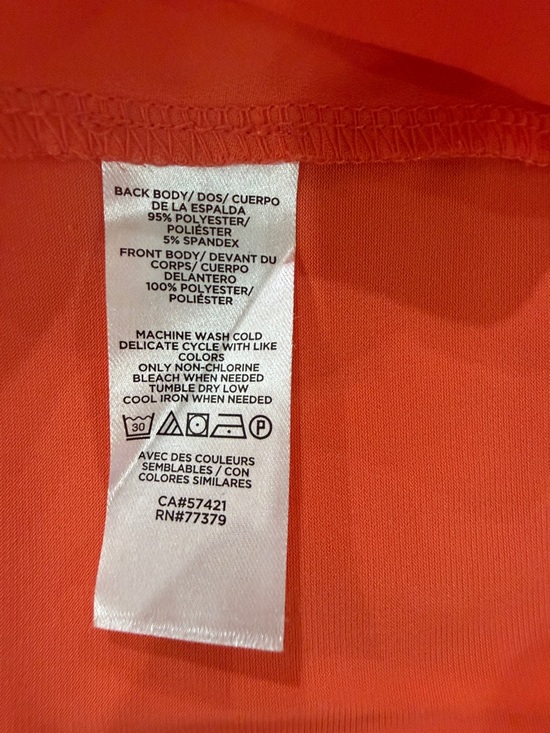 BACK BODY/ DOS/ CUERPO
DE LA ESPALDA
95% POLYESTER/
POLIÉSTER
5% SPANDEX
FRONT BODY/ DEVANT DU
CORPS/ CUERPO
DELANTERO
100% POLYESTER/
POLIÉSTER
MACHINE WASH COLD
DELICATE CYCLE WITH LIKE
COLORS
ONLY NON-CHLORINE
BLEACH WHEN NEEDED
TUMBLE DRY LOW
COOL IRON WHEN NEEDED
30 P
AVEC DES COULEURS
SEMBLABLES / CON
COLORES SIMILARES
CA#57421
RN#77379